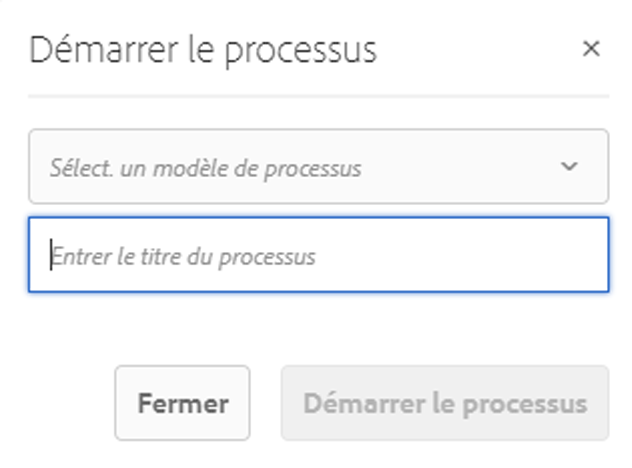 Démarrer le processus
Sélect. un modèle de processus
Entrer le titre du processus
Fermer
Démarrer le processus